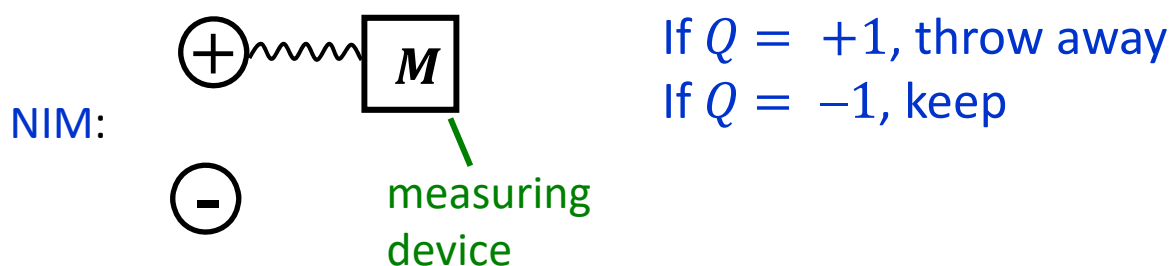 +
M
If Q = +1, throw away
If Q = −1, keep
NIM:
-
measuring
device